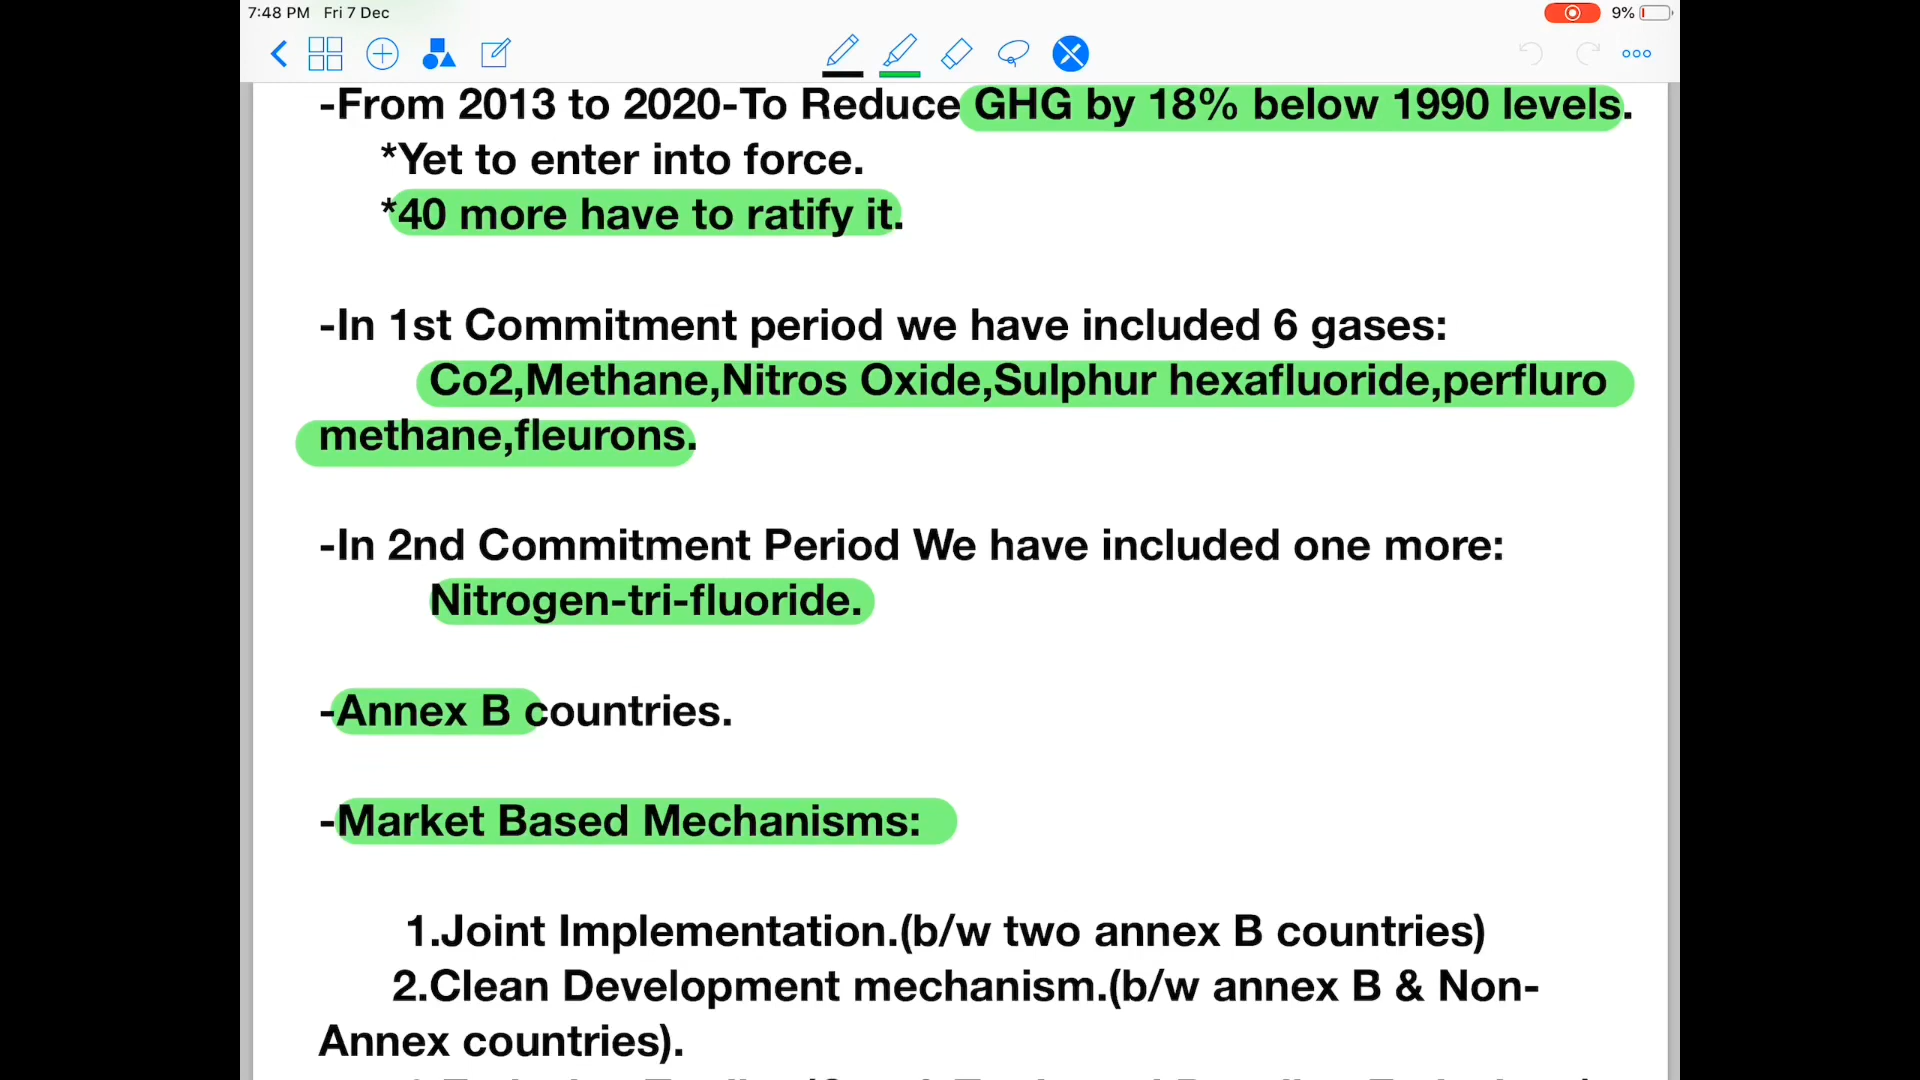 7:48 PM Fri 7 Dec
9%
-From 2013 to 2020-To Reduce GHG by 18% below 1990 levels.
*Yet to enter into force.
*40 more have to ratify it.
-In 1st Commitment period we have included 6 gases:
Co2,Methane,Nitros Oxide,Sulphur hexafluoride,perfluro
methane,fleurons.
-In 2nd Commitment Period We have included one more:
Nitrogen-tri-fluoride.
-Annex B countries.
-Market Based Mechanisms:
1.Joint Implementation.(b/w two annex B countries)
2.Clean Development mechanism.(b/w annex B & Non-
Annex countries).